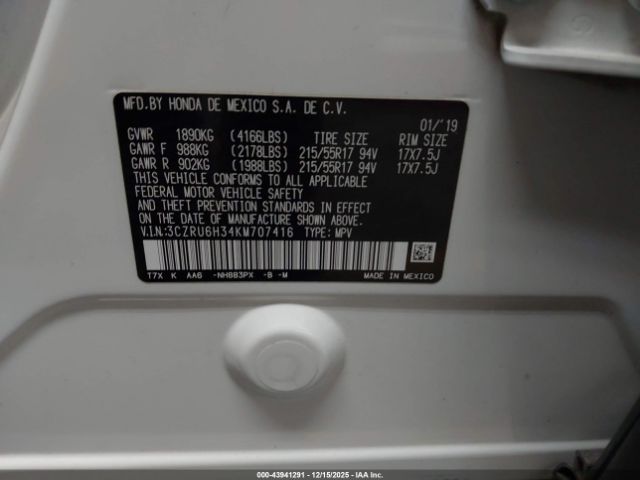 MFD.BY HONDA DE MEXICO S.A. DE C.V.
01/'19
GVWR 1890KG (4166LBS) TIRE SIZE RIM SIZE
GAWR F 988KG (2178LBS) 215/55R17 94V 17X7.5J
GAWR R 902KG (1988LBS) 215/55R17 94V 17X7.5J
THIS VEHICLE CONFORMS TO ALL APPLICABLE
FEDERAL MOTOR VEHICLE SAFETY
AND THEFT PREVENTION STANDARDS IN EFFECT
ON THE DATE OF MANUFACTURE SHOWN ABOVE.
V.I.N.:3CZRU6H34KM707416 TYPE: MPV
T7X K AA6 -NH883PX -B -M MADE IN MEXICO
000-43941291 - 12/15/2025 - IAA Inc.